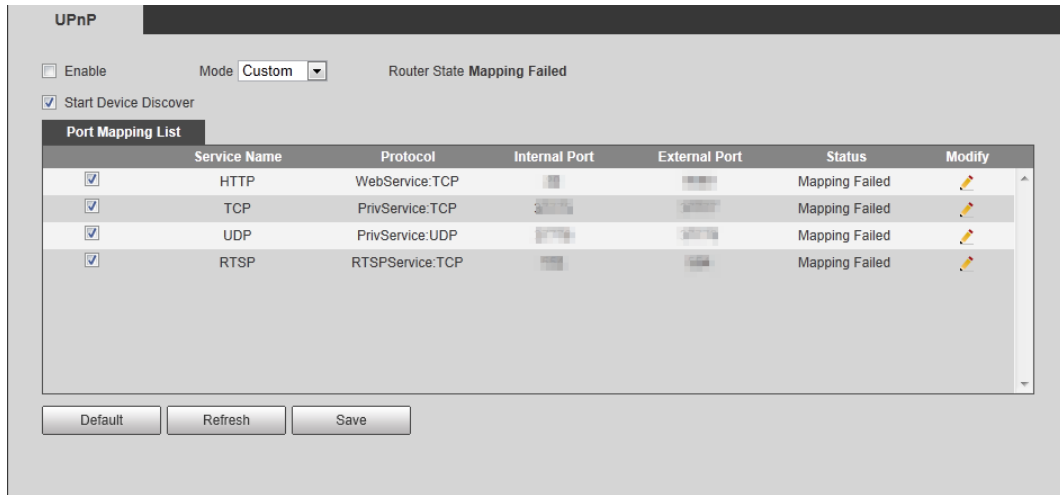 UPnP
Enable Mode Custom Router State Mapping Failed
Start Device Discover
Port Mapping List
Service Name Protocol Internal Port External Port Status Modify
HTTP WebService:TCP Mapping Failed
TCP PrivService:TCP Mapping Failed
UDP PrivService:UDP Mapping Failed
RTSP RTSPService:TCP Mapping Failed
Default Refresh Save